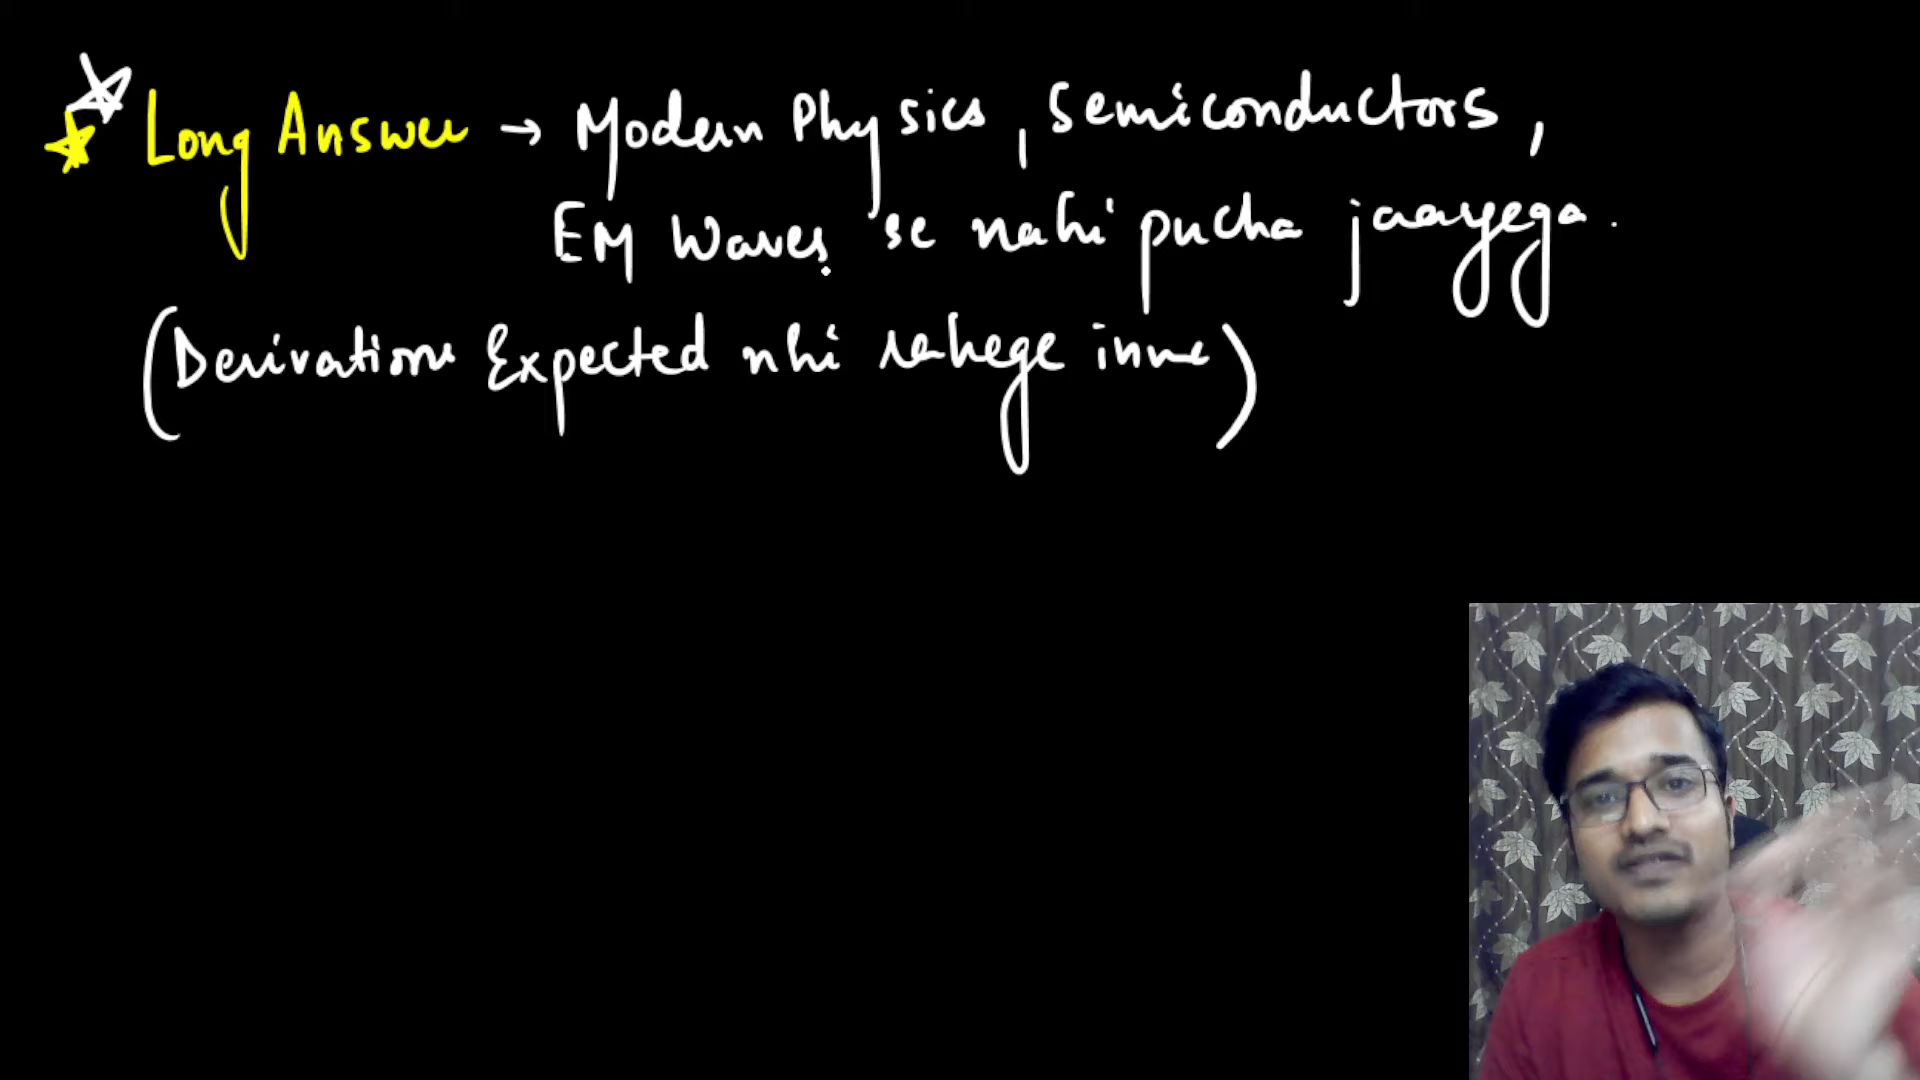 Long Answer → Modern Physics, Semiconductors,
EM Waves se nahi pucha jaayega.
(Derivations Expected nhi rahege inme)